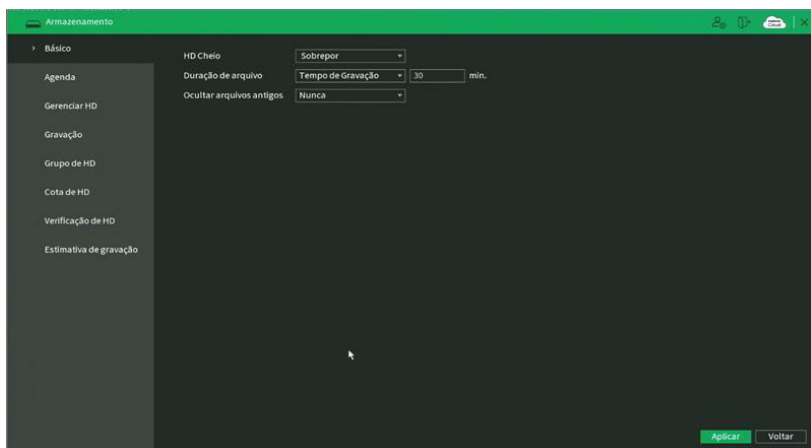 Armazenamento
Cloud
Básico
Agenda
Gerenciar HD
Gravação
Grupo de HD
Cota de HD
Verificação de HD
Estimativa de gravação
HD Cheio Sobrepor
Duração de arquivo Tempo de Gravação 30 min.
Ocultar arquivos antigos Nunca
Aplicar Voltar